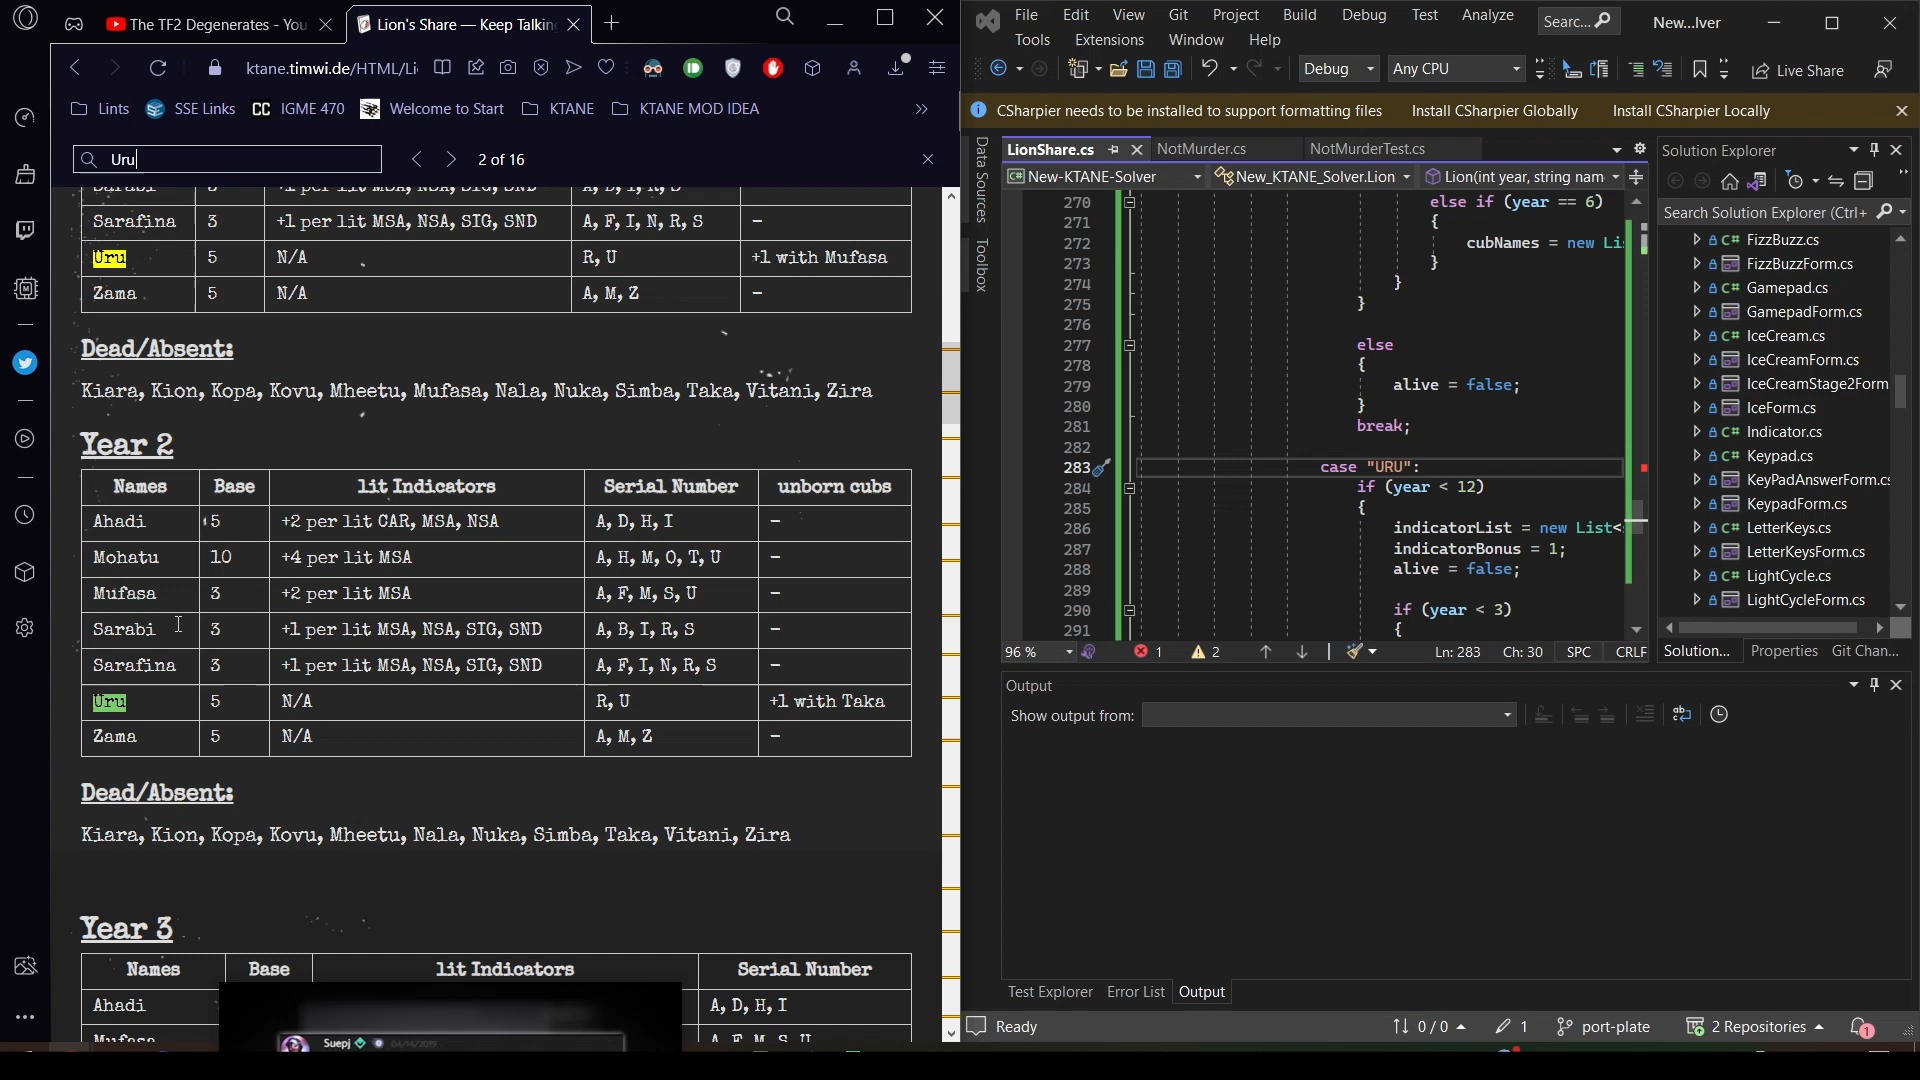 The TF2 Degenerates - You
Lion's Share — Keep Talkin
ktane.timwi.de/HTML/Li
Lints
SSE Links
CC
IGME 470
Welcome to Start
KTANE
KTANE MOD IDEA
»
Uru
2 of 16
Sarafina 3 +1 per lit MSA, NSA, SIG, SND A, F, I, N, R, S –
Uru 5 N/A R, U +1 with Mufasa
Zama 5 N/A A, M, Z –
Dead/Absent:
Kiara, Kion, Kopa, Kovu, Mheetu, Mufasa, Nala, Nuka, Simba, Taka, Vitani, Zira
Year 2
Names Base lit Indicators Serial Number unborn cubs
Ahadi 5 +2 per lit CAR, MSA, NSA A, D, H, I –
Mohatu 10 +4 per lit MSA A, H, M, O, T, U –
Mufasa 3 +2 per lit MSA A, F, M, S, U –
Sarabi 3 +1 per lit MSA, NSA, SIG, SND A, B, I, R, S –
Sarafina 3 +1 per lit MSA, NSA, SIG, SND A, F, I, N, R, S –
Uru 5 N/A R, U +1 with Taka
Zama 5 N/A A, M, Z –
Dead/Absent:
Kiara, Kion, Kopa, Kovu, Mheetu, Nala, Nuka, Simba, Taka, Vitani, Zira
Year 3
Names Base lit Indicators Serial Number
Ahadi A, D, H, I
Mufasa A, F, M, S, U
Suepj 04/14/2019
File Edit View Git Project Build Debug Test Analyze
Searc...
New...lver
Tools Extensions Window Help
Debug
Any CPU
Live Share
CSharpier needs to be installed to support formatting files Install CSharpier Globally Install CSharpier Locally
Data Sources
Toolbox
LionShare.cs
NotMurder.cs
NotMurderTest.cs
New-KTANE-Solver
New_KTANE_Solver.Lion
Lion(int year, string nam
270 else if (year == 6)
271 {
272 cubNames = new Li
273 }
274 }
275 }
276
277 else
278 {
279 alive = false;
280 }
281 break;
282
283 case "URU":
284 if (year < 12)
285 {
286 indicatorList = new List<
287 indicatorBonus = 1;
288 alive = false;
289
290 if (year < 3)
291 {
96 %
1
2
Ln: 283 Ch: 30 SPC CRLF
Solution Explorer
Search Solution Explorer (Ctrl+
C# FizzBuzz.cs
FizzBuzzForm.cs
C# Gamepad.cs
GamepadForm.cs
C# IceCream.cs
IceCreamForm.cs
IceCreamStage2Form
IceForm.cs
C# Indicator.cs
C# Keypad.cs
KeyPadAnswerForm.cs
KeypadForm.cs
C# LetterKeys.cs
LetterKeysForm.cs
C# LightCycle.cs
LightCycleForm.cs
Solution... Properties Git Chan...
Output
Show output from:
Test Explorer Error List Output
Ready
0 / 0
1
port-plate
2 Repositories
1